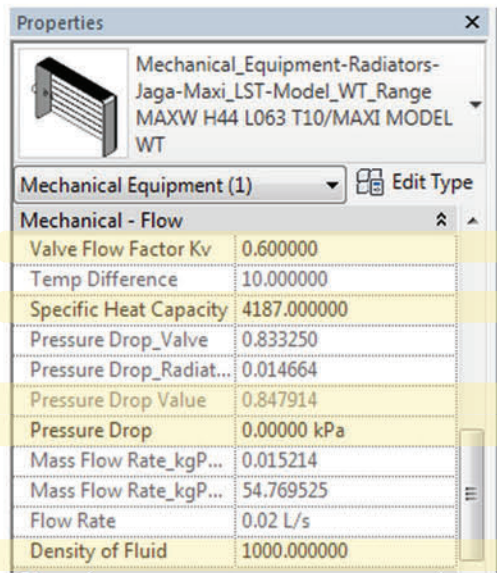 Properties
Mechanical_Equipment-Radiators-
Jaga-Maxi_LST-Model_WT_Range
MAXW H44 L063 T10/MAXI MODEL
WT
Mechanical Equipment (1) Edit Type
Mechanical - Flow
Valve Flow Factor Kv 0.600000
Temp Difference 10.000000
Specific Heat Capacity 4187.000000
Pressure Drop_Valve 0.833250
Pressure Drop_Radiat... 0.014664
Pressure Drop Value 0.847914
Pressure Drop 0.00000 kPa
Mass Flow Rate_kgP... 0.015214
Mass Flow Rate_kgP... 54.769525
Flow Rate 0.02 L/s
Density of Fluid 1000.000000